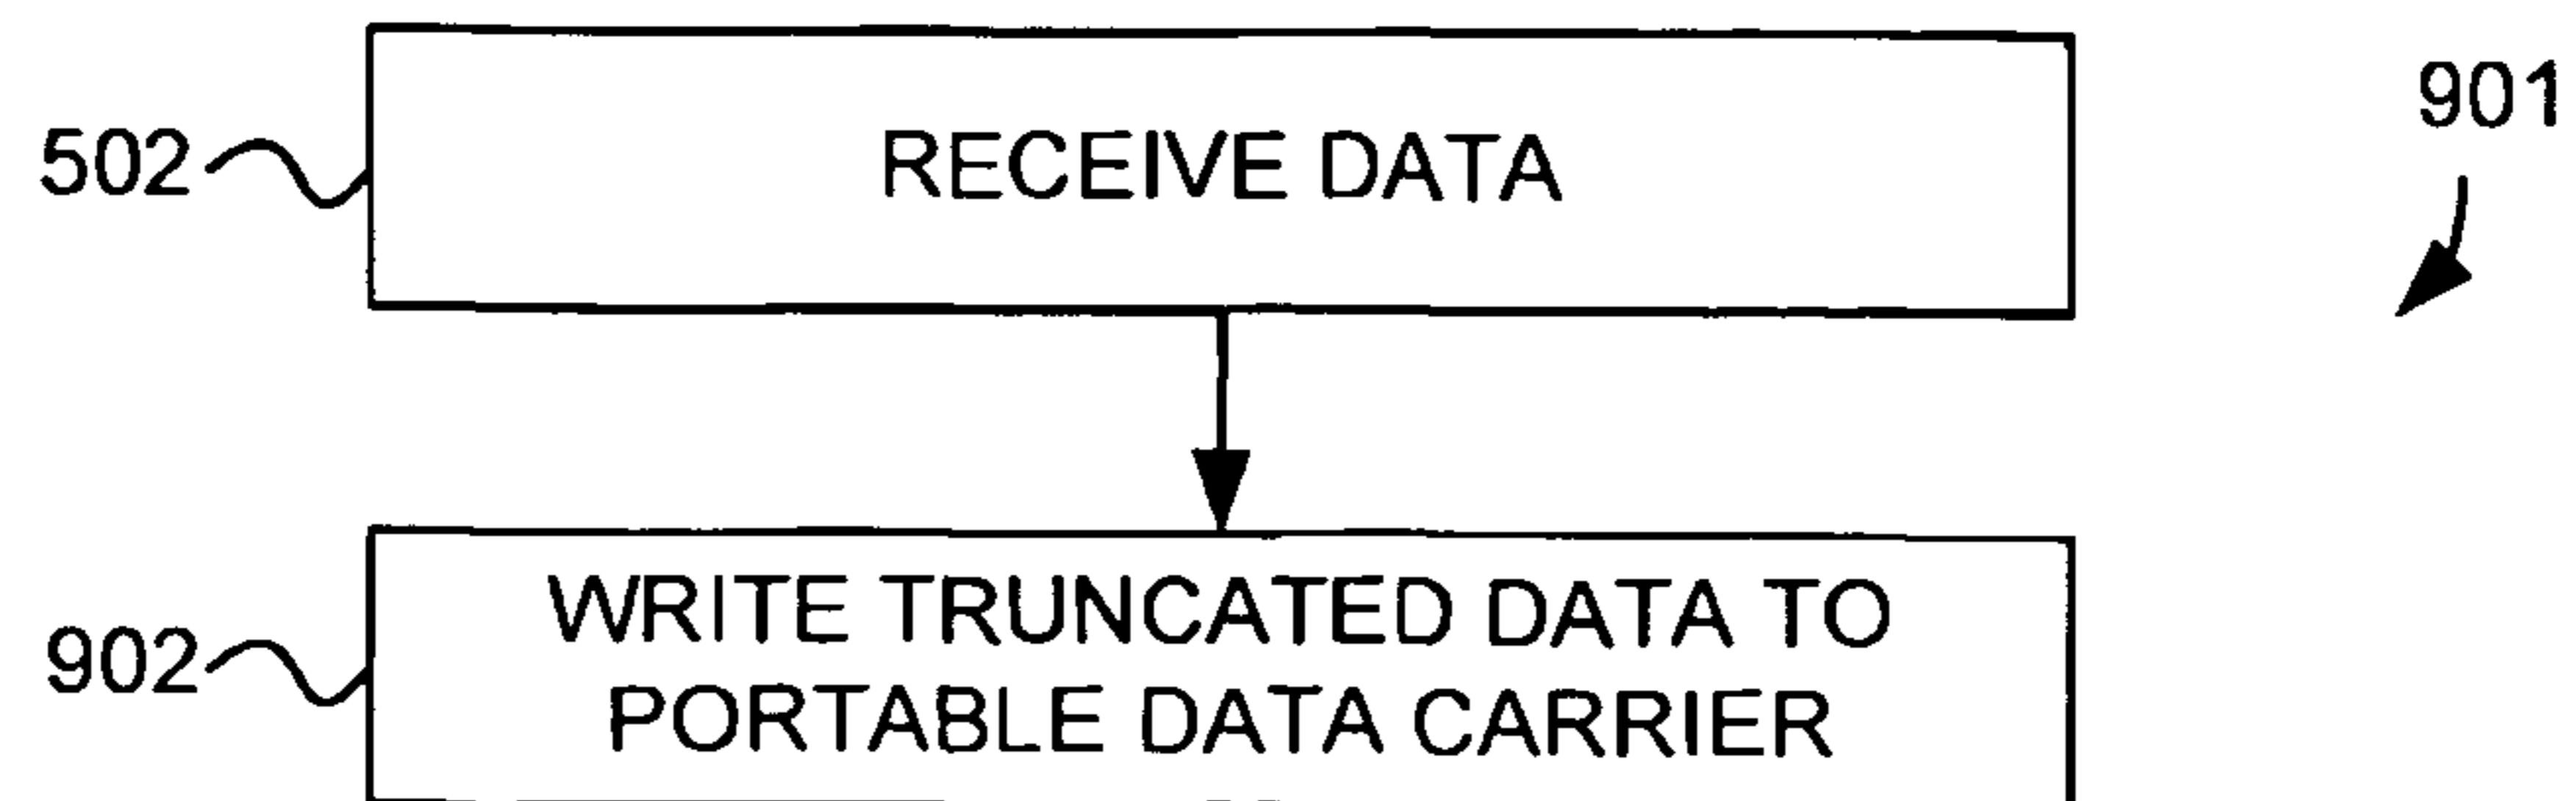 901
502
RECEIVE DATA
902
WRITE TRUNCATED DATA TO
PORTABLE DATA CARRIER